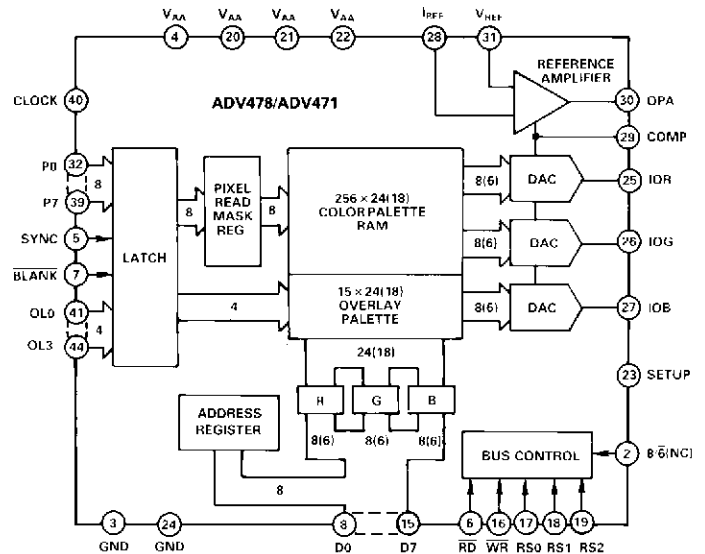 VAA VAA VAA VAA IREF VREF
4 20 21 22 28 31
REFERENCE
AMPLIFIER
CLOCK 40 ADV478/ADV471 30 OPA
29 COMP
P0 32
8
P7 39
SYNC 5
BLANK 7
OL0 41
4
OL3 44
LATCH
8
PIXEL
READ
MASK
REG
8
256 × 24(18)
COLOR PALETTE
RAM
8(6) DAC 25 IOR
8(6) DAC 26 IOG
4
15 × 24(18)
OVERLAY
PALETTE
8(6) DAC 27 IOB
24(18)
23 SETUP
R G B
8(6) 8(6) 8(6)
ADDRESS
REGISTER
8
BUS CONTROL
2 8/6(NC)
3 24 8 15 6 16 17 18 19
GND GND D0 D7 RD WR RS0 RS1 RS2